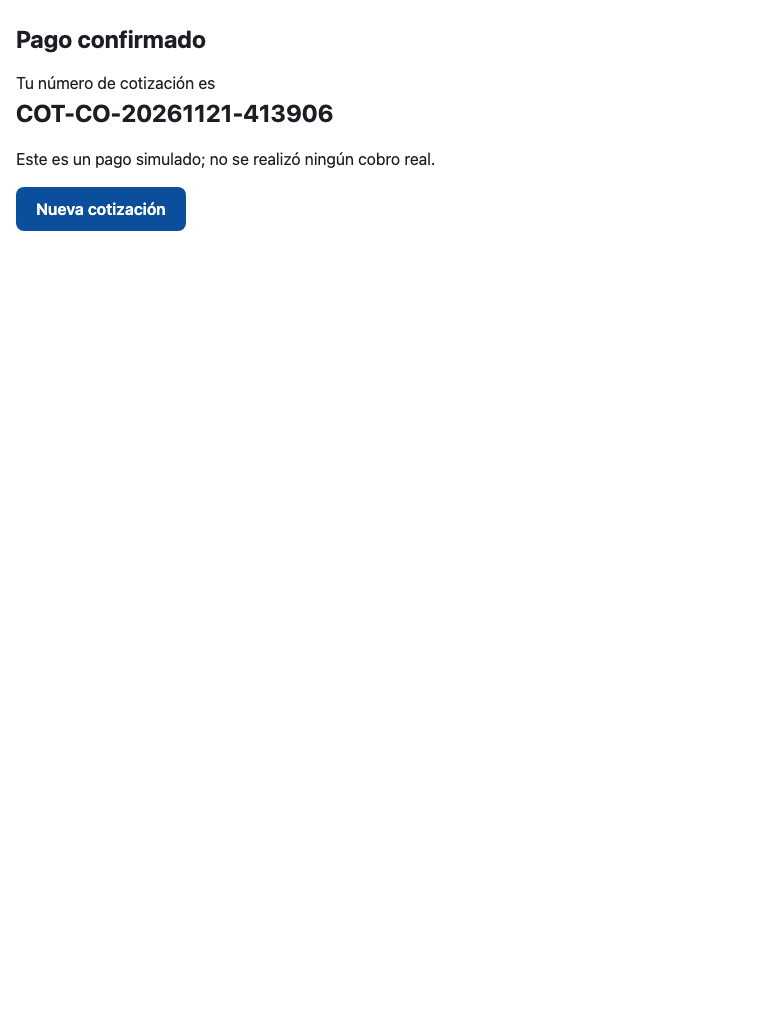 Pago confirmado
Tu número de cotización es
COT-CO-20261121-413906
Este es un pago simulado; no se realizó ningún cobro real.
Nueva cotización